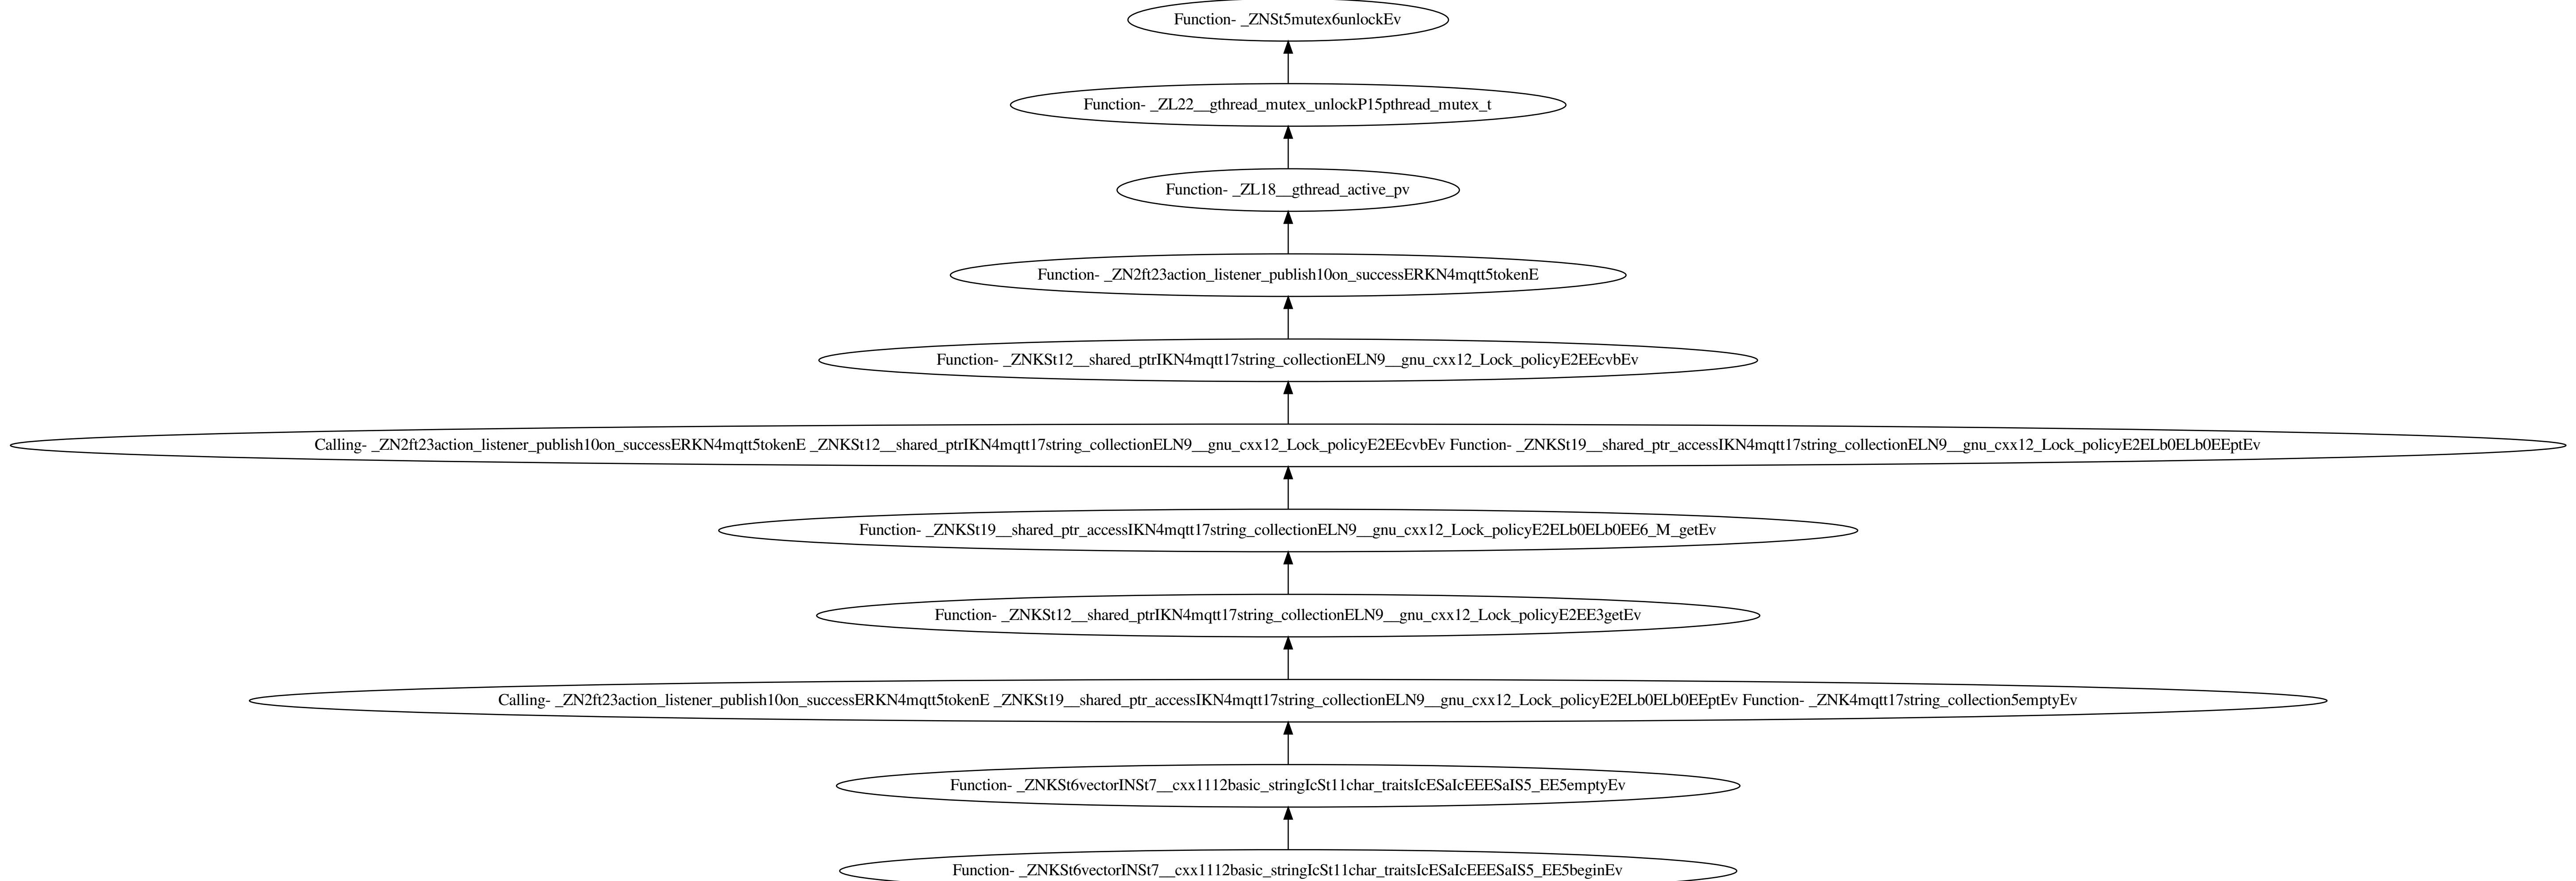 Function- _ZNSt5mutex6unlockEv
Function- _ZL22__gthread_mutex_unlockP15pthread_mutex_t
Function- _ZL18__gthread_active_pv
Function- _ZN2ft23action_listener_publish10on_successERKN4mqtt5tokenE
Function- _ZNKSt12__shared_ptrIKN4mqtt17string_collectionELN9__gnu_cxx12_Lock_policyE2EEcvbEv
Calling- _ZN2ft23action_listener_publish10on_successERKN4mqtt5tokenE _ZNKSt12__shared_ptrIKN4mqtt17string_collectionELN9__gnu_cxx12_Lock_policyE2EEcvbEv Function- _ZNKSt19__shared_ptr_accessIKN4mqtt17string_collectionELN9__gnu_cxx12_Lock_policyE2ELb0ELb0EEptEv
Function- _ZNKSt19__shared_ptr_accessIKN4mqtt17string_collectionELN9__gnu_cxx12_Lock_policyE2ELb0ELb0EE6_M_getEv
Function- _ZNKSt12__shared_ptrIKN4mqtt17string_collectionELN9__gnu_cxx12_Lock_policyE2EE3getEv
Calling- _ZN2ft23action_listener_publish10on_successERKN4mqtt5tokenE _ZNKSt19__shared_ptr_accessIKN4mqtt17string_collectionELN9__gnu_cxx12_Lock_policyE2ELb0ELb0EEptEv Function- _ZNK4mqtt17string_collection5emptyEv
Function- _ZNKSt6vectorINSt7__cxx1112basic_stringIcSt11char_traitsIcESaIcEEESaIS5_EE5emptyEv
Function- _ZNKSt6vectorINSt7__cxx1112basic_stringIcSt11char_traitsIcESaIcEEESaIS5_EE5beginEv